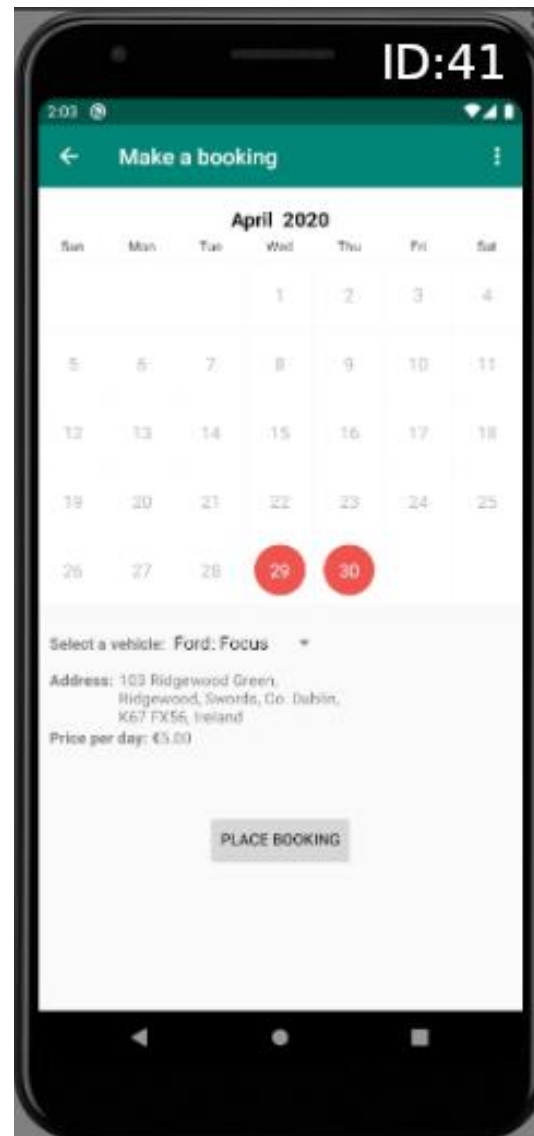 ID:41
2:03
Make a booking
April 2020
Sun Mon Tue Wed Thu Fri Sat
1 2 3 4
5 6 7 8 9 10 11
12 13 14 15 16 17 18
19 20 21 22 23 24 25
26 27 28 29 30
Select a vehicle: Ford: Focus
Address: 103 Ridgewood Green,
Ridgewood, Swords, Co. Dublin,
K67 FX56, Ireland
Price per day: €5.00
PLACE BOOKING